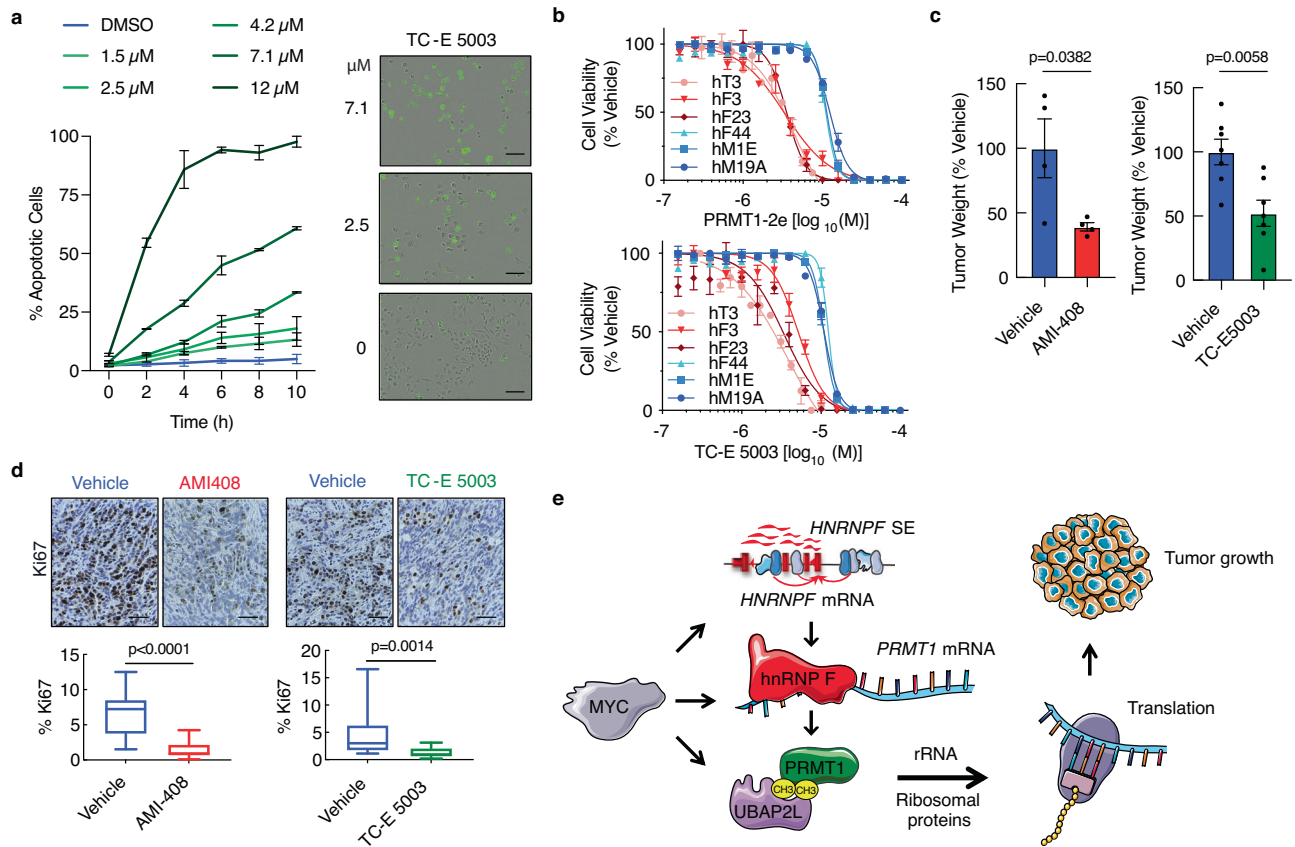 a
DMSO
1.5 µM
2.5 µM
4.2 µM
7.1 µM
12 µM
% Apoptotic Cells
100
75
50
25
0
0 2 4 6 8 10
Time (h)
TC-E 5003
µM
7.1
2.5
0
b
Cell Viability
(% Vehicle)
100
50
0
hT3
hF3
hF23
hF44
hM1E
hM19A
-7 -6 -5 -4
PRMT1-2e [log10(M)]
Cell Viability
(% Vehicle)
100
50
0
hT3
hF3
hF23
hF44
hM1E
hM19A
-7 -6 -5 -4
TC-E 5003 [log10 (M)]
c
p=0.0382
Tumor Weight (% Vehicle)
150
100
50
0
Vehicle
AMI-408
p=0.0058
Tumor Weight (% Vehicle)
150
100
50
0
Vehicle
TC-E5003
d
Vehicle AMI408
Vehicle TC-E 5003
Ki67
p<0.0001
% Ki67
15
10
5
0
Vehicle
AMI-408
p=0.0014
% Ki67
20
15
10
5
0
Vehicle
TC-E 5003
e
HNRNPF SE
HNRNPF mRNA
Tumor growth
PRMT1 mRNA
hnRNP F
MYC
Translation
PRMT1
CH3 CH3
UBAP2L
rRNA
Ribosomal
proteins